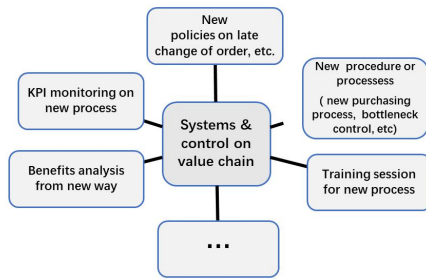 New
policies on late
change of order, etc.
KPI monitoring on
new process
New procedure or
processess
( new purchasing
process, bottleneck
control, etc)
Systems &
control on
value chain
Benefits analysis
from new way
Training session
for new process
...